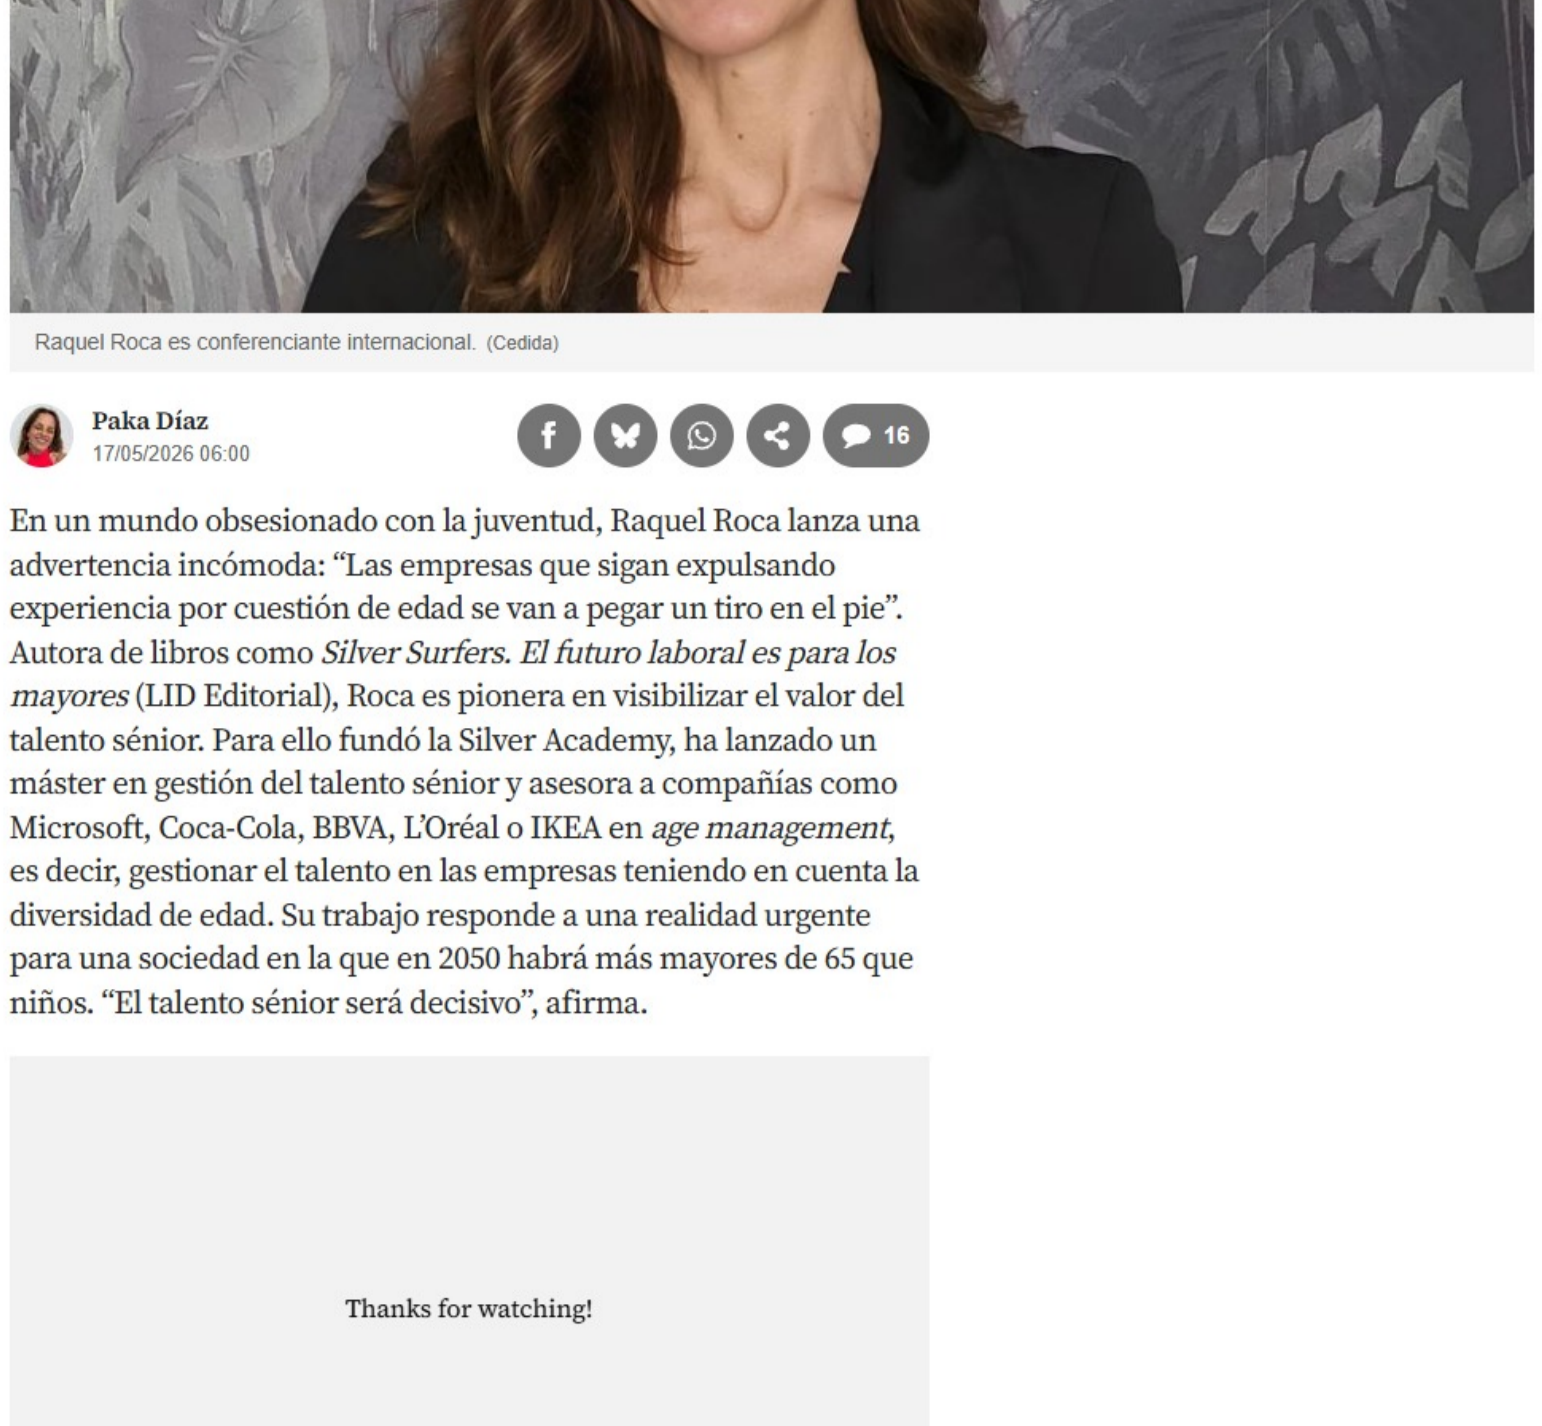 Raquel Roca es conferenciante internacional. (Cedida)
Paka Díaz
17/05/2026 06:00
f
16
En un mundo obsesionado con la juventud, Raquel Roca lanza una
advertencia incómoda: “Las empresas que sigan expulsando
experiencia por cuestión de edad se van a pegar un tiro en el pie”.
Autora de libros como Silver Surfers. El futuro laboral es para los
mayores (LID Editorial), Roca es pionera en visibilizar el valor del
talento sénior. Para ello fundó la Silver Academy, ha lanzado un
máster en gestión del talento sénior y asesora a compañías como
Microsoft, Coca-Cola, BBVA, L’Oréal o IKEA en age management,
es decir, gestionar el talento en las empresas teniendo en cuenta la
diversidad de edad. Su trabajo responde a una realidad urgente
para una sociedad en la que en 2050 habrá más mayores de 65 que
niños. “El talento sénior será decisivo”, afirma.
Thanks for watching!